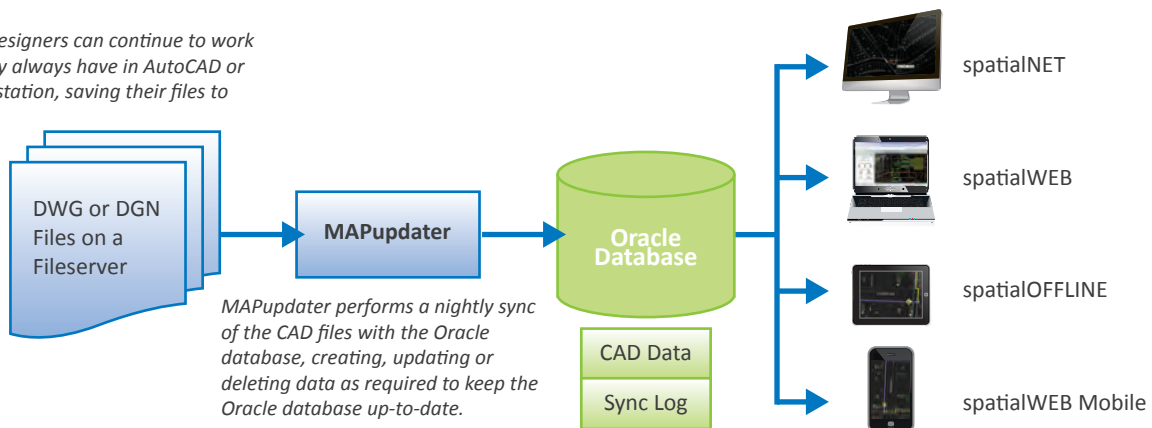 esigners can continue to work
y always have in AutoCAD or
station, saving their files to
DWG or DGN
Files on a
Fileserver
MAPupdater
MAPupdater performs a nightly sync
of the CAD files with the Oracle
database, creating, updating or
deleting data as required to keep the
Oracle database up-to-date.
Oracle
Database
CAD Data
Sync Log
spatialNET
spatialWEB
spatialOFFLINE
spatialWEB Mobile